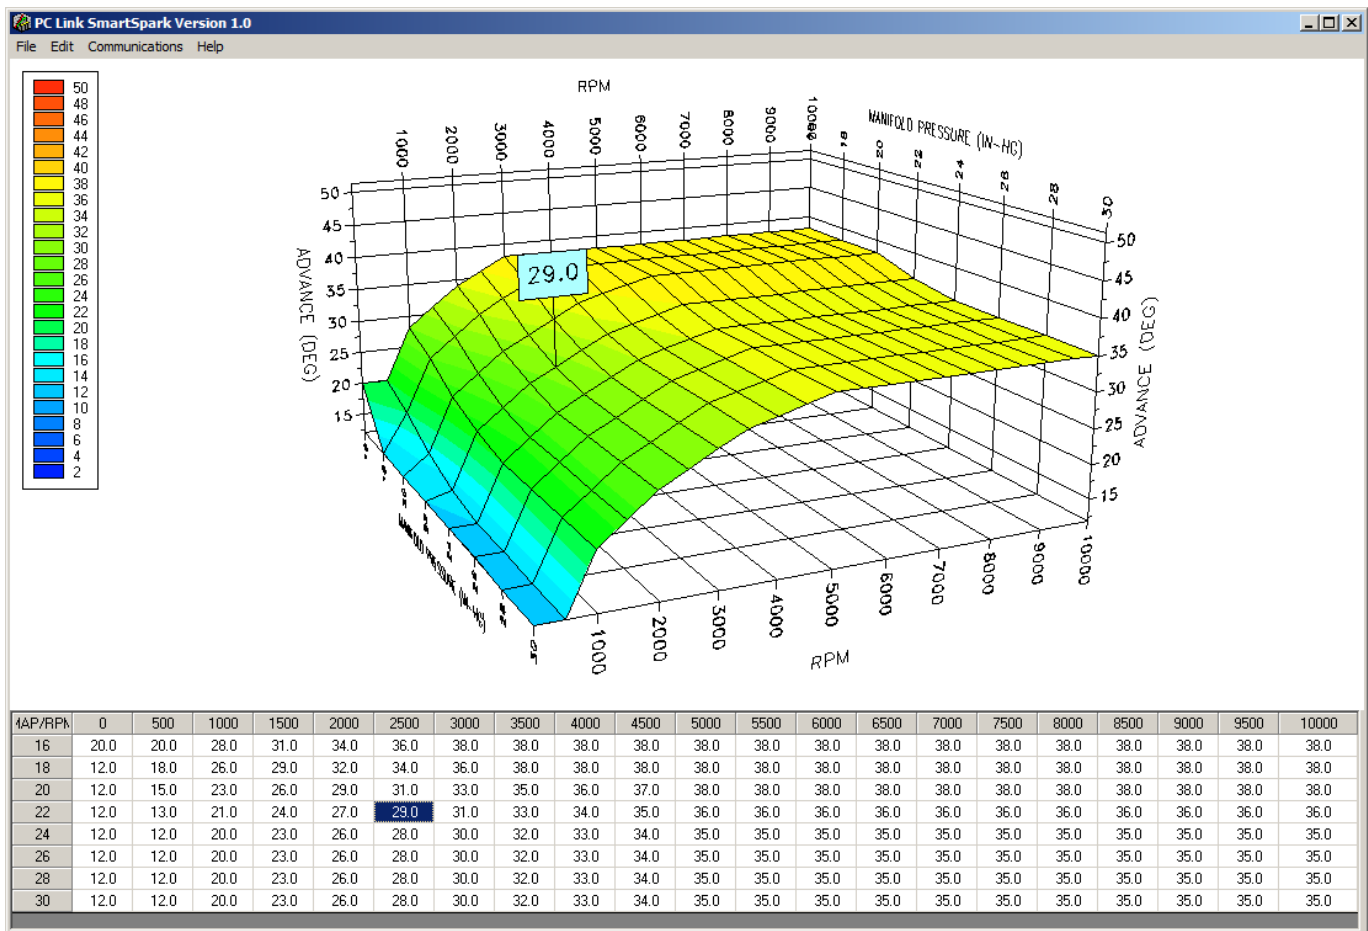 PC Link SmartSpark Version 1.0
File Edit Communications Help
50
48
46
44
42
40
38
36
34
32
30
28
26
24
22
20
18
16
14
12
10
8
6
4
2
RPM
1000 2000 3000 4000 5000 6000 7000 8000 9000
MANIFOLD PRESSURE (IN-HG)
18 20 22 24 26 28 30
ADVANCE (DEG)
50
45
40
35
30
25
20
15
29.0
50
45
40
35
30
25
20
15
ADVANCE (DEG)
MANIFOLD PRESSURE (IN-HG)
1000 2000 3000 4000 5000 6000 7000 8000 9000 10000
RPM
MAP/RPM 0 500 1000 1500 2000 2500 3000 3500 4000 4500 5000 5500 6000 6500 7000 7500 8000 8500 9000 9500 10000
16 20.0 20.0 28.0 31.0 34.0 36.0 38.0 38.0 38.0 38.0 38.0 38.0 38.0 38.0 38.0 38.0 38.0 38.0 38.0 38.0 38.0
18 12.0 18.0 26.0 29.0 32.0 34.0 36.0 38.0 38.0 38.0 38.0 38.0 38.0 38.0 38.0 38.0 38.0 38.0 38.0 38.0 38.0
20 12.0 15.0 23.0 26.0 29.0 31.0 33.0 35.0 36.0 37.0 38.0 38.0 38.0 38.0 38.0 38.0 38.0 38.0 38.0 38.0 38.0
22 12.0 13.0 21.0 24.0 27.0 29.0 31.0 33.0 34.0 35.0 36.0 36.0 36.0 36.0 36.0 36.0 36.0 36.0 36.0 36.0 36.0
24 12.0 12.0 20.0 23.0 26.0 28.0 30.0 32.0 33.0 34.0 35.0 35.0 35.0 35.0 35.0 35.0 35.0 35.0 35.0 35.0 35.0
26 12.0 12.0 20.0 23.0 26.0 28.0 30.0 32.0 33.0 34.0 35.0 35.0 35.0 35.0 35.0 35.0 35.0 35.0 35.0 35.0 35.0
28 12.0 12.0 20.0 23.0 26.0 28.0 30.0 32.0 33.0 34.0 35.0 35.0 35.0 35.0 35.0 35.0 35.0 35.0 35.0 35.0 35.0
30 12.0 12.0 20.0 23.0 26.0 28.0 30.0 32.0 33.0 34.0 35.0 35.0 35.0 35.0 35.0 35.0 35.0 35.0 35.0 35.0 35.0